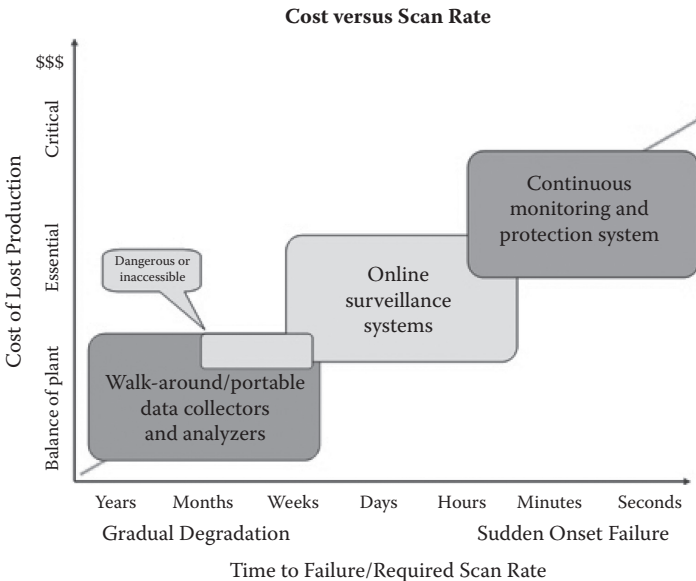 Cost versus Scan Rate
$$$
Critical
Essential
Balance of plant
Cost of Lost Production
Dangerous or
inaccessible
Walk-around/portable
data collectors
and analyzers
Online
surveillance
systems
Continuous
monitoring and
protection system
Years Months Weeks Days Hours Minutes Seconds
Gradual Degradation Sudden Onset Failure
Time to Failure/Required Scan Rate